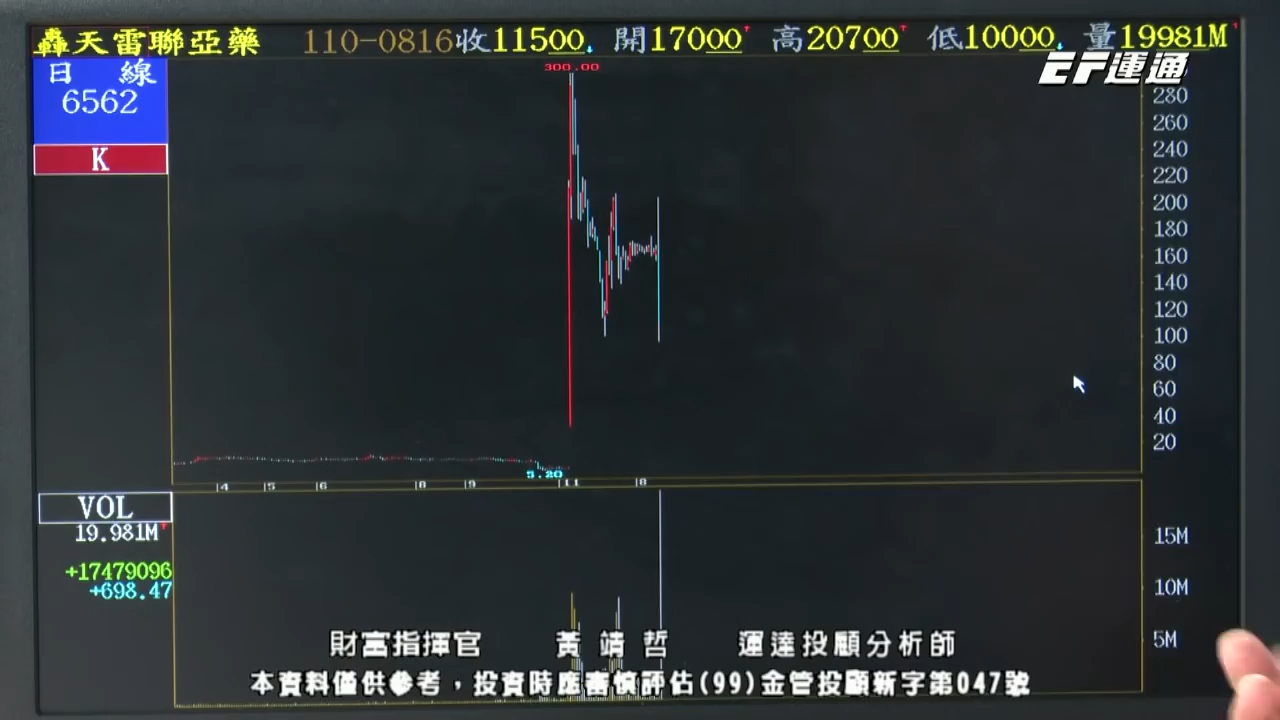 轟天雷聯亞藥 110-0816收11500 開17000 高20700 低10000 量19981M
EF運通
日 線
6562
K
300.00
280
260
240
220
200
180
160
140
120
100
80
60
40
20
5.20
4 5 6 8 9 11 8
VOL
19.981M
+17479096
+698.47
15M
10M
5M
財富指揮官 黃靖哲 運達投顧分析師
本資料僅供參考，投資時應審慎評估(99)金管投顧新字第047號